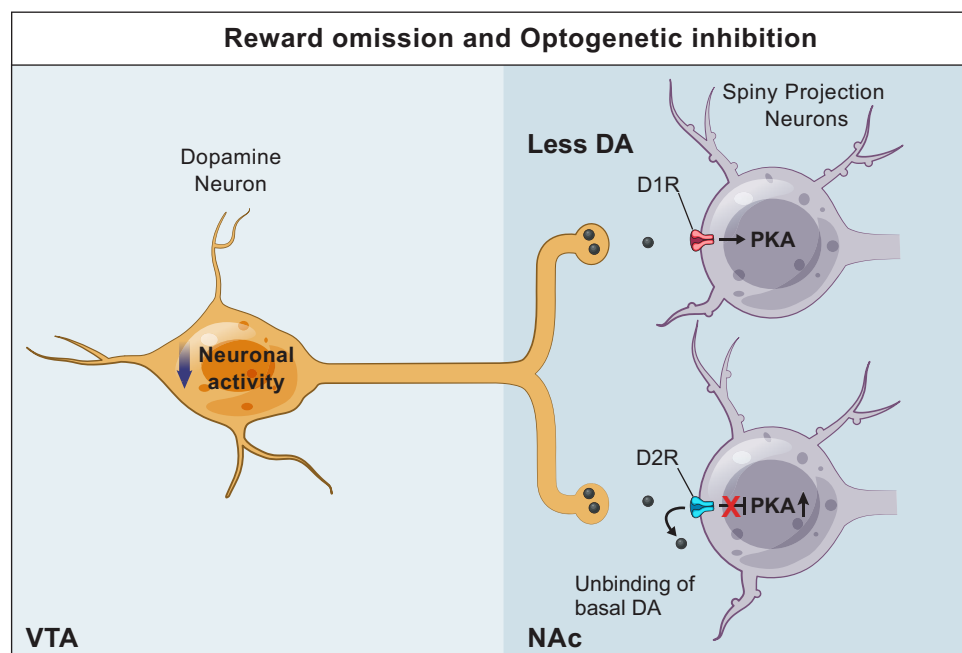 Reward omission and Optogenetic inhibition
Dopamine
Neuron
Neuronal
activity
VTA
Less DA
Spiny Projection
Neurons
D1R
PKA
D2R
PKA
Unbinding of
basal DA
NAc